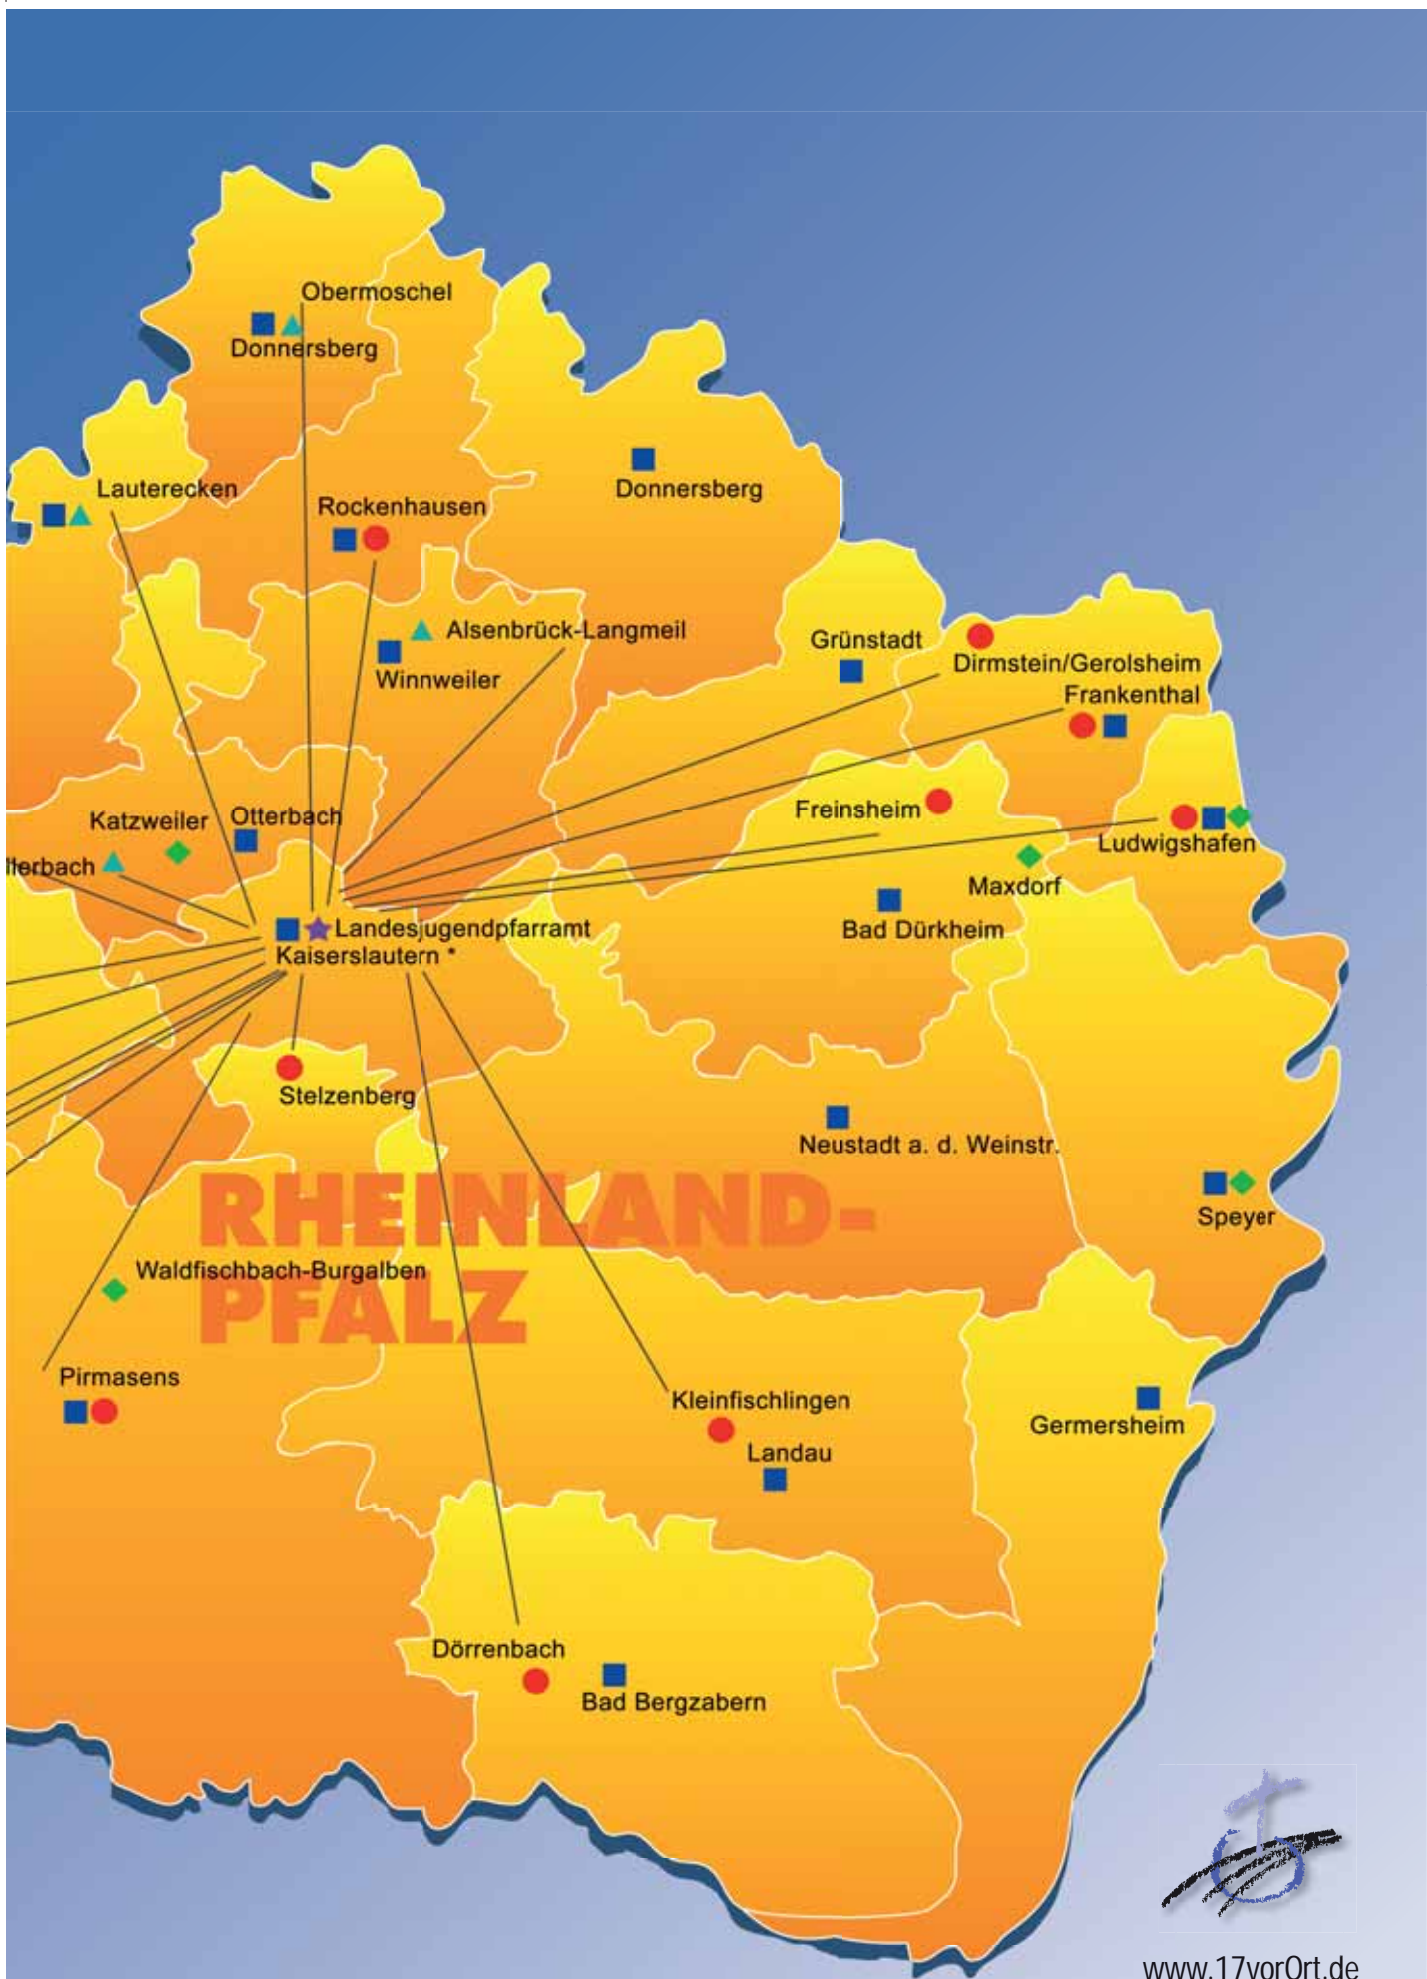 Obermoschel
Donnersberg
Donnersberg
Lauterecken
Rockenhausen
Alsenbrück-Langmeil
Winnweiler
Grünstadt
Dirmstein/Gerolsheim
Frankenthal
Freinsheim
Katzweiler
Otterbach
Ludwigshafen
llerbach
Maxdorf
Bad Dürkheim
Landesjugendpfarramt
Kaiserslautern *
Stelzenberg
Neustadt a. d. Weinstr.
RHEINLAND-
PFALZ
Speyer
Waldfischbach-Burgalben
Pirmasens
Kleinfischlingen
Germersheim
Landau
Dörrenbach
Bad Bergzabern
www.17vorOrt.de